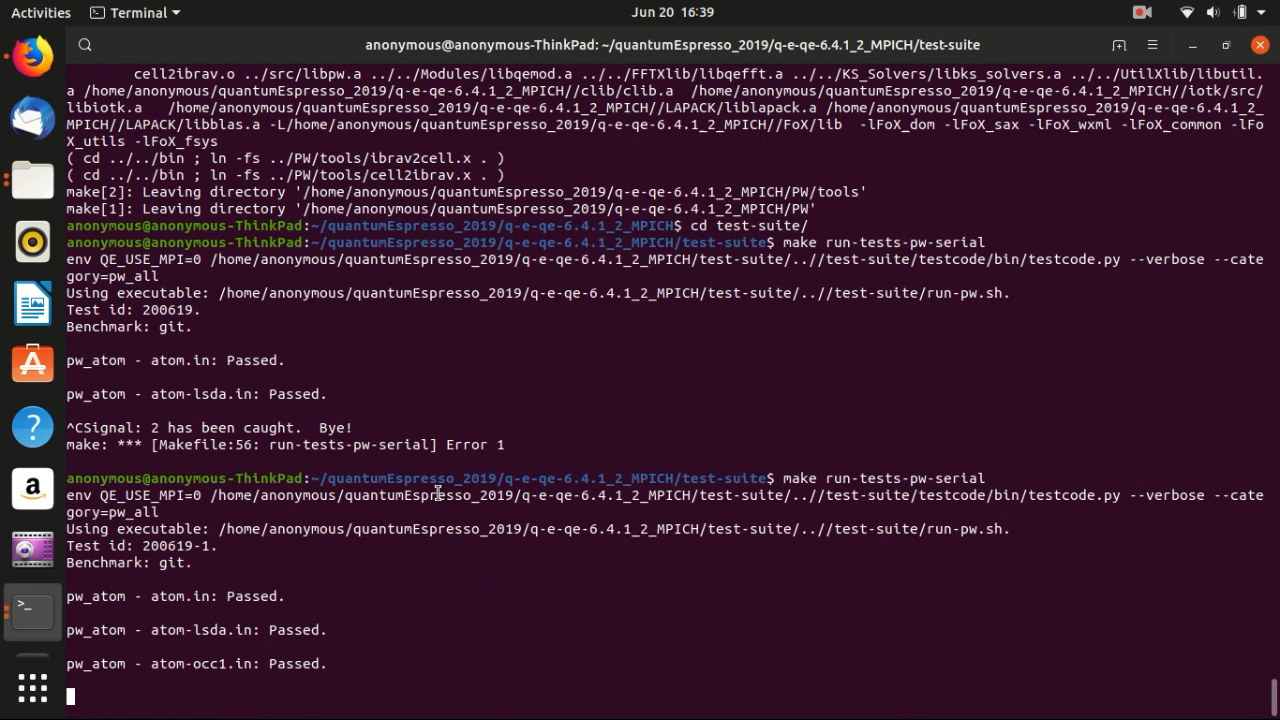 Activities Terminal Jun 20 16:39
anonymous@anonymous-ThinkPad: ~/quantumEspresso_2019/q-e-qe-6.4.1_2_MPICH/test-suite
cell2ibrav.o ../src/libpw.a ../../Modules/libqemod.a ../../FFTXlib/libqefft.a ../../KS_Solvers/libks_solvers.a ../../UtilXlib/libutil.
a /home/anonymous/quantumEspresso_2019/q-e-qe-6.4.1_2_MPICH//clib/clib.a /home/anonymous/quantumEspresso_2019/q-e-qe-6.4.1_2_MPICH//iotk/src/
libiotk.a /home/anonymous/quantumEspresso_2019/q-e-qe-6.4.1_2_MPICH//LAPACK/liblapack.a /home/anonymous/quantumEspresso_2019/q-e-qe-6.4.1_2_
MPICH//LAPACK/libblas.a -L/home/anonymous/quantumEspresso_2019/q-e-qe-6.4.1_2_MPICH//FoX/lib -lFoX_dom -lFoX_sax -lFoX_wxml -lFoX_common -lFo
X_utils -lFoX_fsys
( cd ../../bin ; ln -fs ../PW/tools/ibrav2cell.x . )
( cd ../../bin ; ln -fs ../PW/tools/cell2ibrav.x . )
make[2]: Leaving directory '/home/anonymous/quantumEspresso_2019/q-e-qe-6.4.1_2_MPICH/PW/tools'
make[1]: Leaving directory '/home/anonymous/quantumEspresso_2019/q-e-qe-6.4.1_2_MPICH/PW'
anonymous@anonymous-ThinkPad:~/quantumEspresso_2019/q-e-qe-6.4.1_2_MPICH$ cd test-suite/
anonymous@anonymous-ThinkPad:~/quantumEspresso_2019/q-e-qe-6.4.1_2_MPICH/test-suite$ make run-tests-pw-serial
env QE_USE_MPI=0 /home/anonymous/quantumEspresso_2019/q-e-qe-6.4.1_2_MPICH/test-suite/..//test-suite/testcode/bin/testcode.py --verbose --cate
gory=pw_all
Using executable: /home/anonymous/quantumEspresso_2019/q-e-qe-6.4.1_2_MPICH/test-suite/..//test-suite/run-pw.sh.
Test id: 200619.
Benchmark: git.
pw_atom - atom.in: Passed.
pw_atom - atom-lsda.in: Passed.
^CSignal: 2 has been caught.  Bye!
make: *** [Makefile:56: run-tests-pw-serial] Error 1
anonymous@anonymous-ThinkPad:~/quantumEspresso_2019/q-e-qe-6.4.1_2_MPICH/test-suite$ make run-tests-pw-serial
env QE_USE_MPI=0 /home/anonymous/quantumEspresso_2019/q-e-qe-6.4.1_2_MPICH/test-suite/..//test-suite/testcode/bin/testcode.py --verbose --cate
gory=pw_all
Using executable: /home/anonymous/quantumEspresso_2019/q-e-qe-6.4.1_2_MPICH/test-suite/..//test-suite/run-pw.sh.
Test id: 200619-1.
Benchmark: git.
pw_atom - atom.in: Passed.
pw_atom - atom-lsda.in: Passed.
pw_atom - atom-occ1.in: Passed.